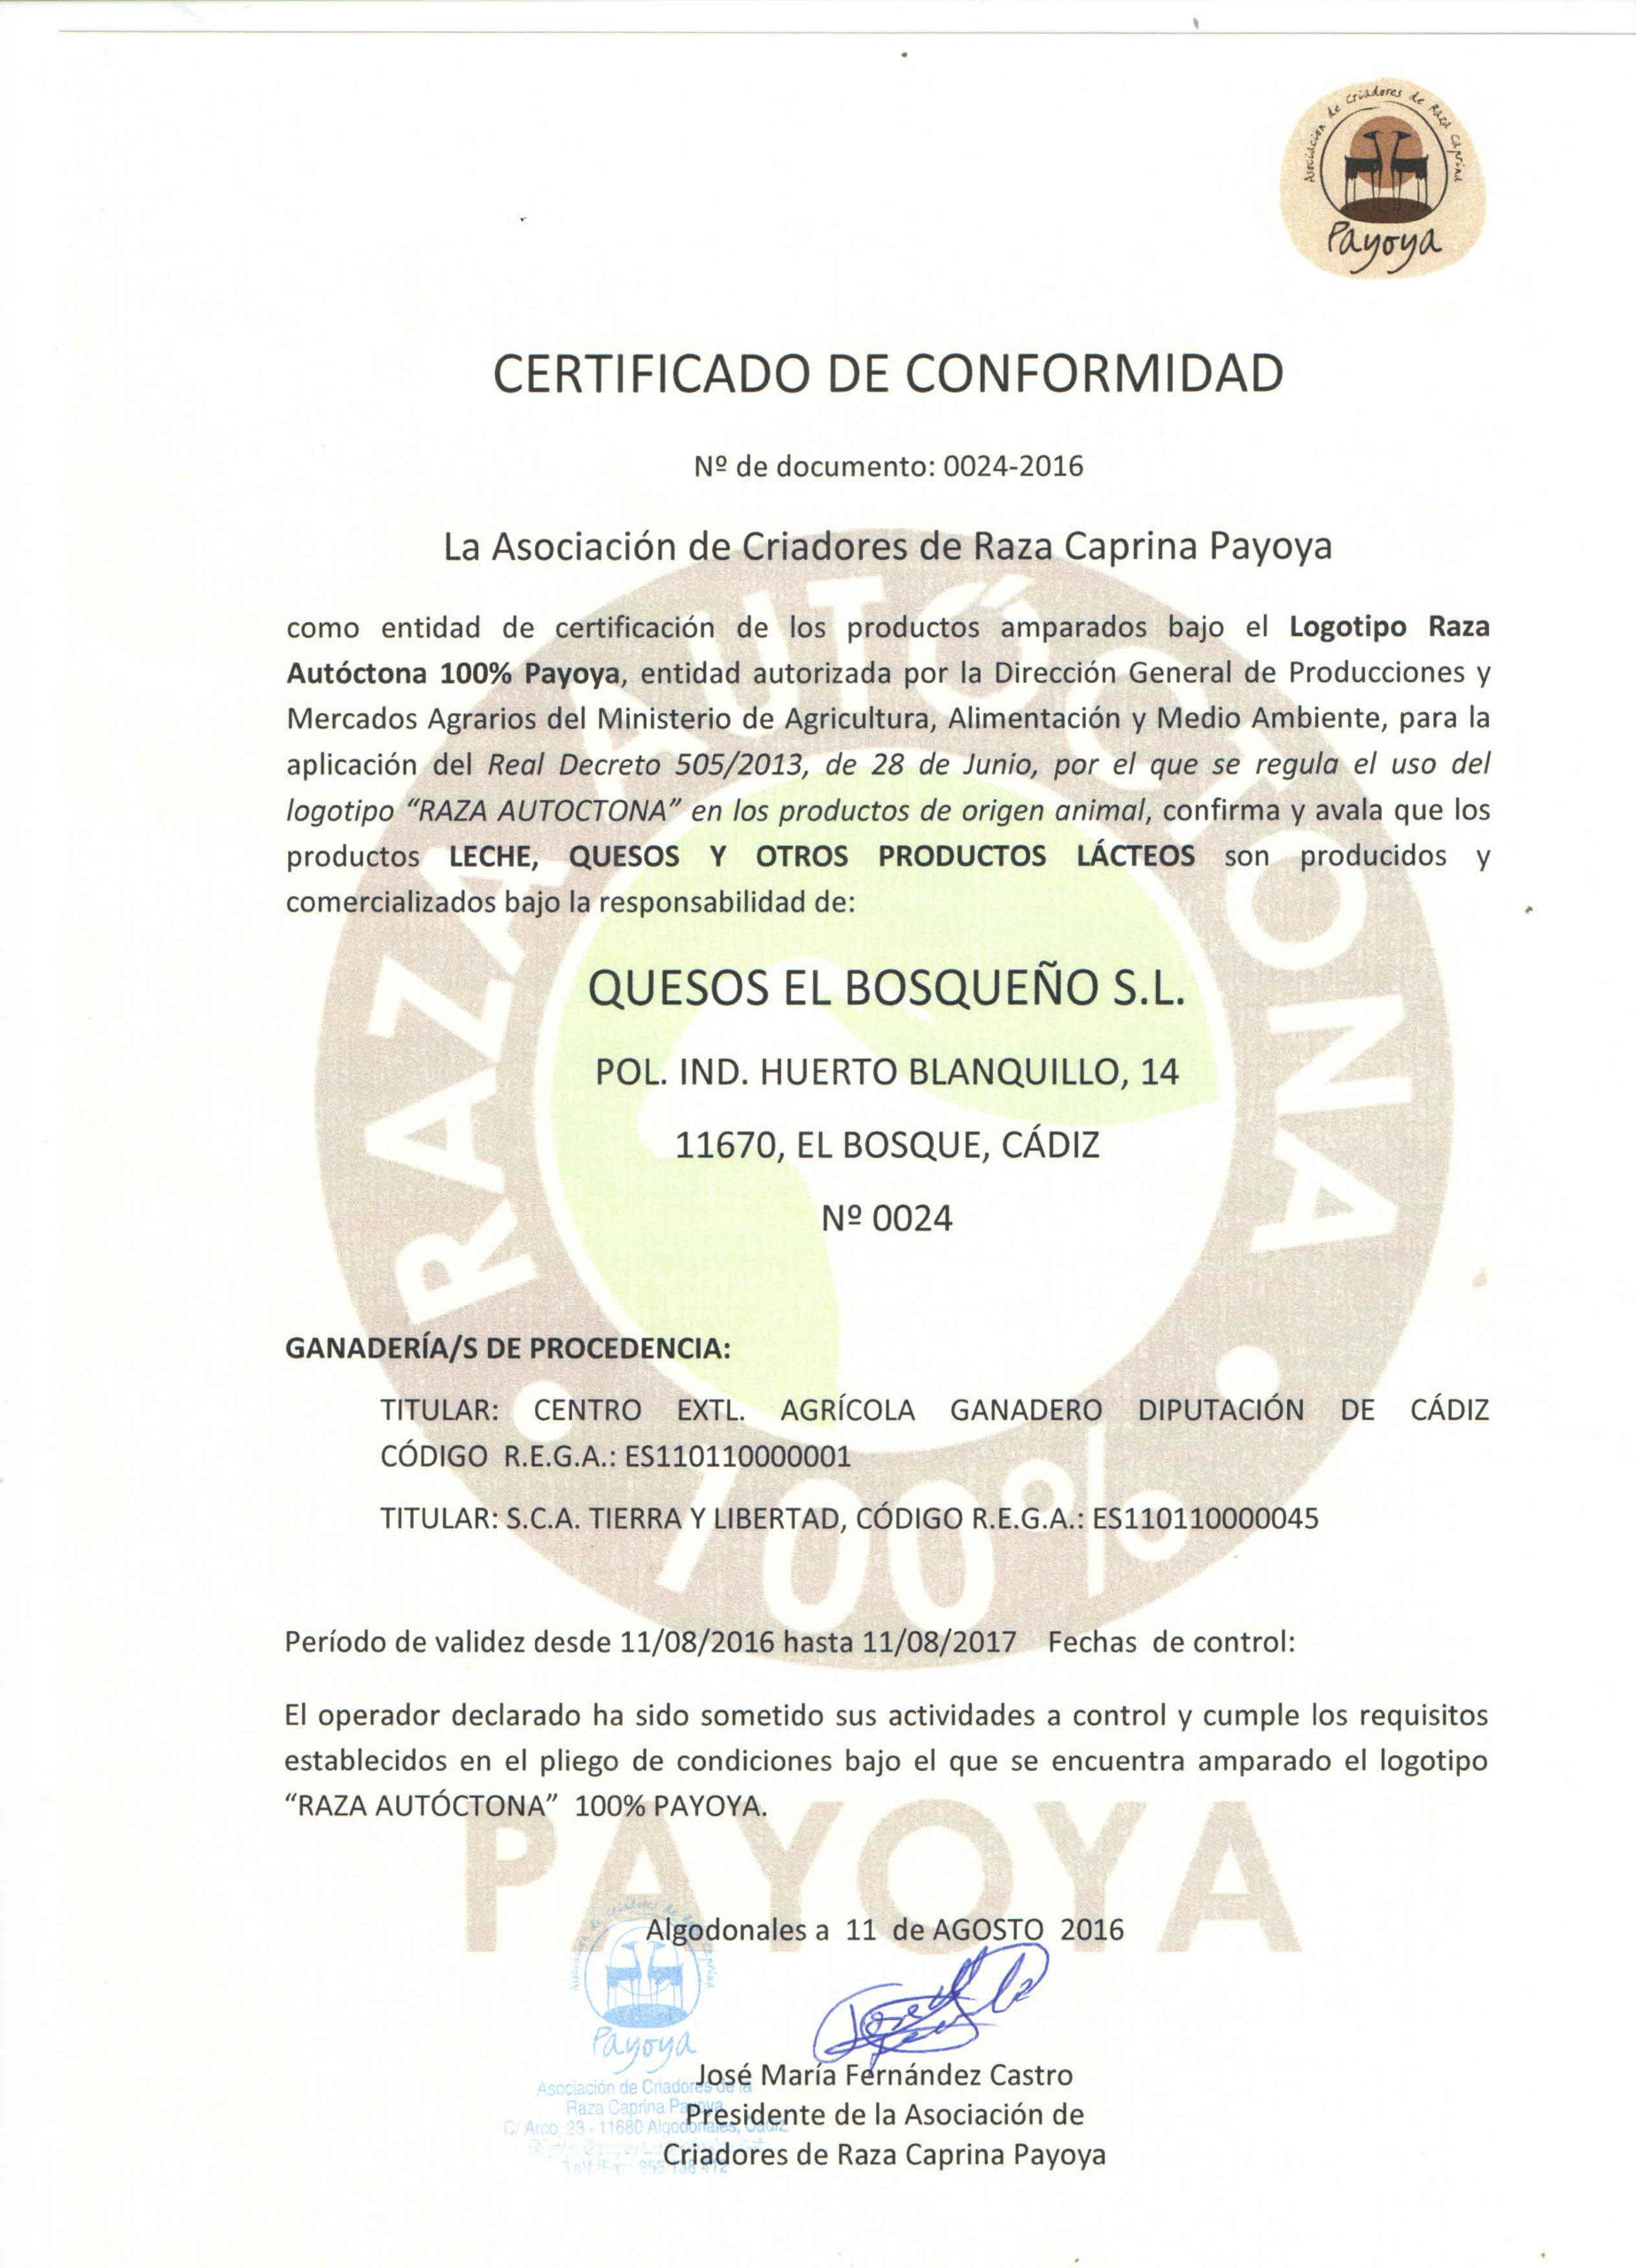 Asociación de Criadores de Raza Caprina
Payoya
CERTIFICADO DE CONFORMIDAD
Nº de documento: 0024-2016
La Asociación de Criadores de Raza Caprina Payoya
como entidad de certificación de los productos amparados bajo el Logotipo Raza
Autóctona 100% Payoya, entidad autorizada por la Dirección General de Producciones y
Mercados Agrarios del Ministerio de Agricultura, Alimentación y Medio Ambiente, para la
aplicación del Real Decreto 505/2013, de 28 de Junio, por el que se regula el uso del
logotipo “RAZA AUTOCTONA” en los productos de origen animal, confirma y avala que los
productos LECHE, QUESOS Y OTROS PRODUCTOS LÁCTEOS son producidos y
comercializados bajo la responsabilidad de:
QUESOS EL BOSQUEÑO S.L.
POL. IND. HUERTO BLANQUILLO, 14
11670, EL BOSQUE, CÁDIZ
Nº 0024
RAZA AUTÓCTONA
100%
GANADERÍA/S DE PROCEDENCIA:
TITULAR: CENTRO EXTL. AGRÍCOLA GANADERO DIPUTACIÓN DE CÁDIZ
CÓDIGO R.E.G.A.: ES110110000001
TITULAR: S.C.A. TIERRA Y LIBERTAD, CÓDIGO R.E.G.A.: ES110110000045
Período de validez desde 11/08/2016 hasta 11/08/2017 Fechas de control:
El operador declarado ha sido sometido sus actividades a control y cumple los requisitos
establecidos en el pliego de condiciones bajo el que se encuentra amparado el logotipo
“RAZA AUTÓCTONA” 100% PAYOYA.
PAYOYA
Algodonales a 11 de AGOSTO 2016
Payoya
Asociación de Criadores de la
Raza Caprina Payoya
C/ Arco, 23 - 11680 Algodonales, Cádiz
José María Fernández Castro
Presidente de la Asociación de
Criadores de Raza Caprina Payoya